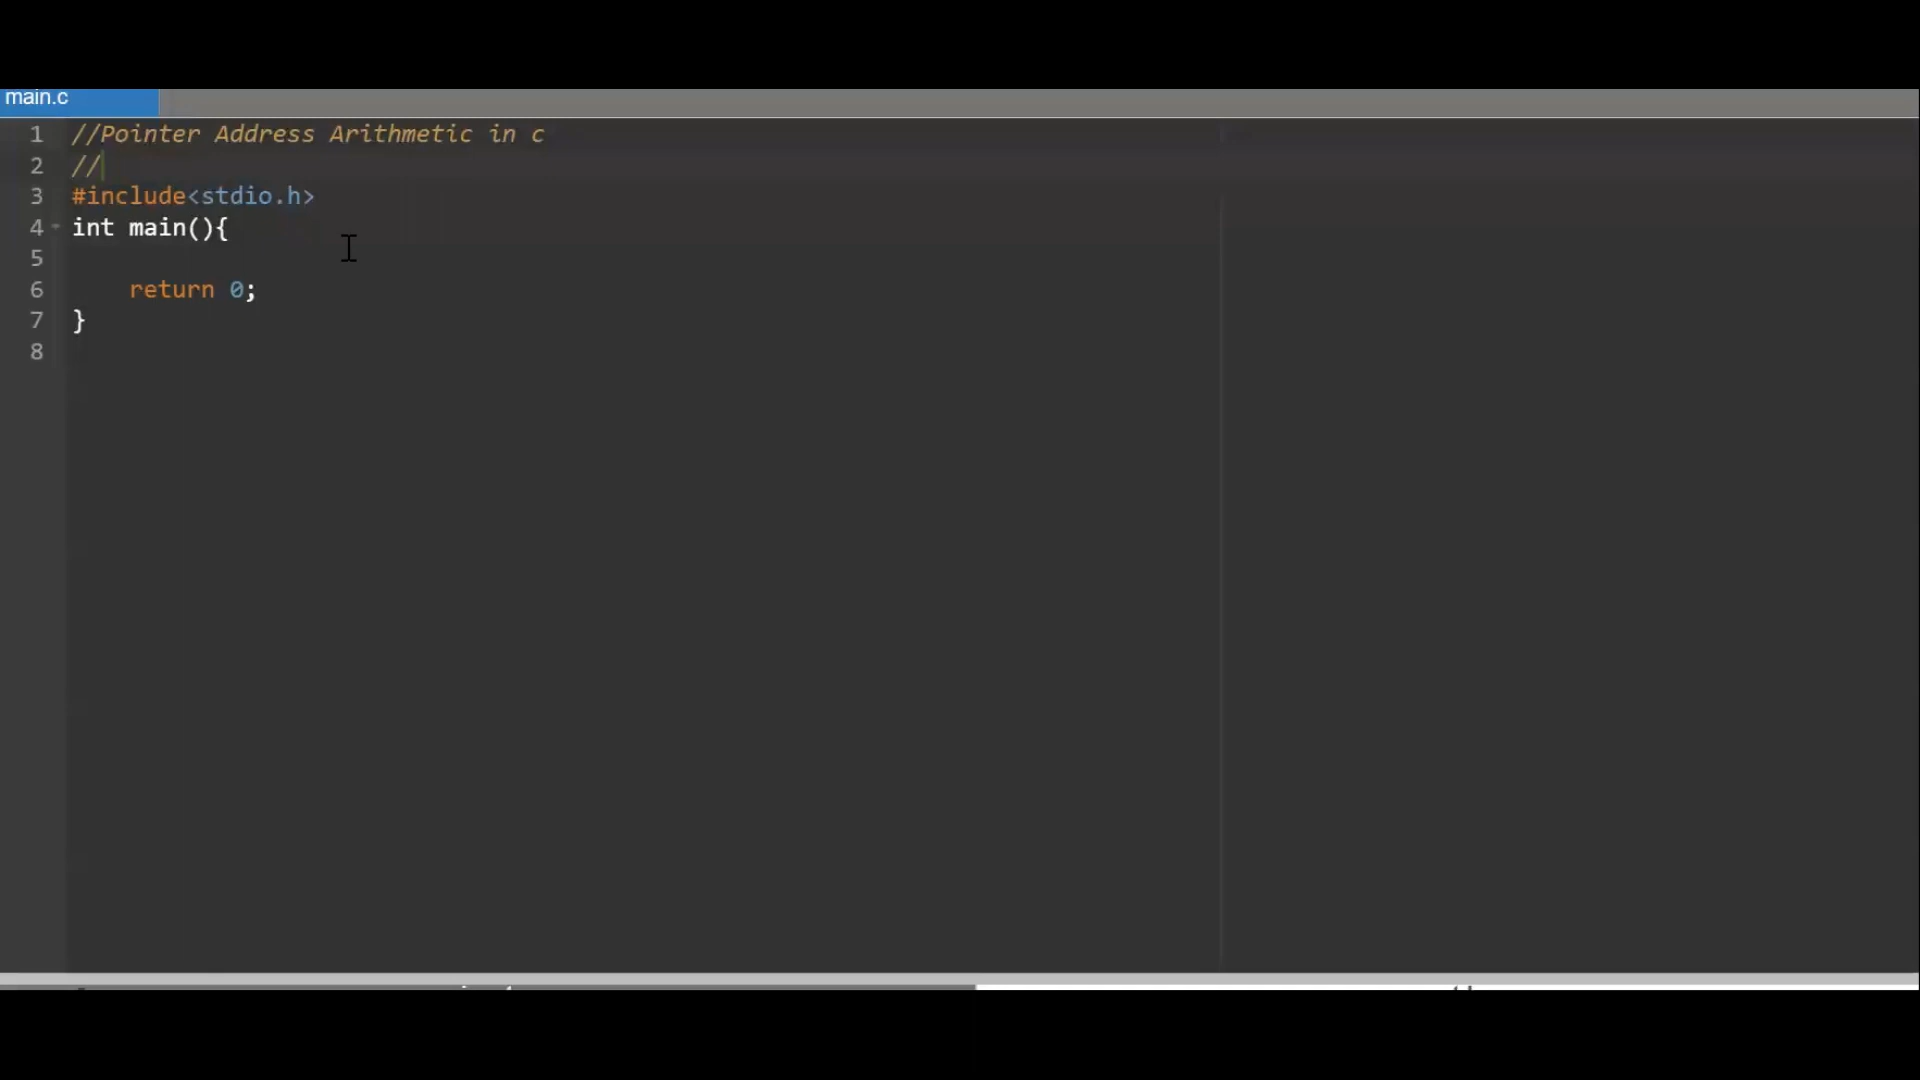 main.c
1 //Pointer Address Arithmetic in c
2 //
3 #include<stdio.h>
4 int main(){
5
6     return 0;
7 }
8